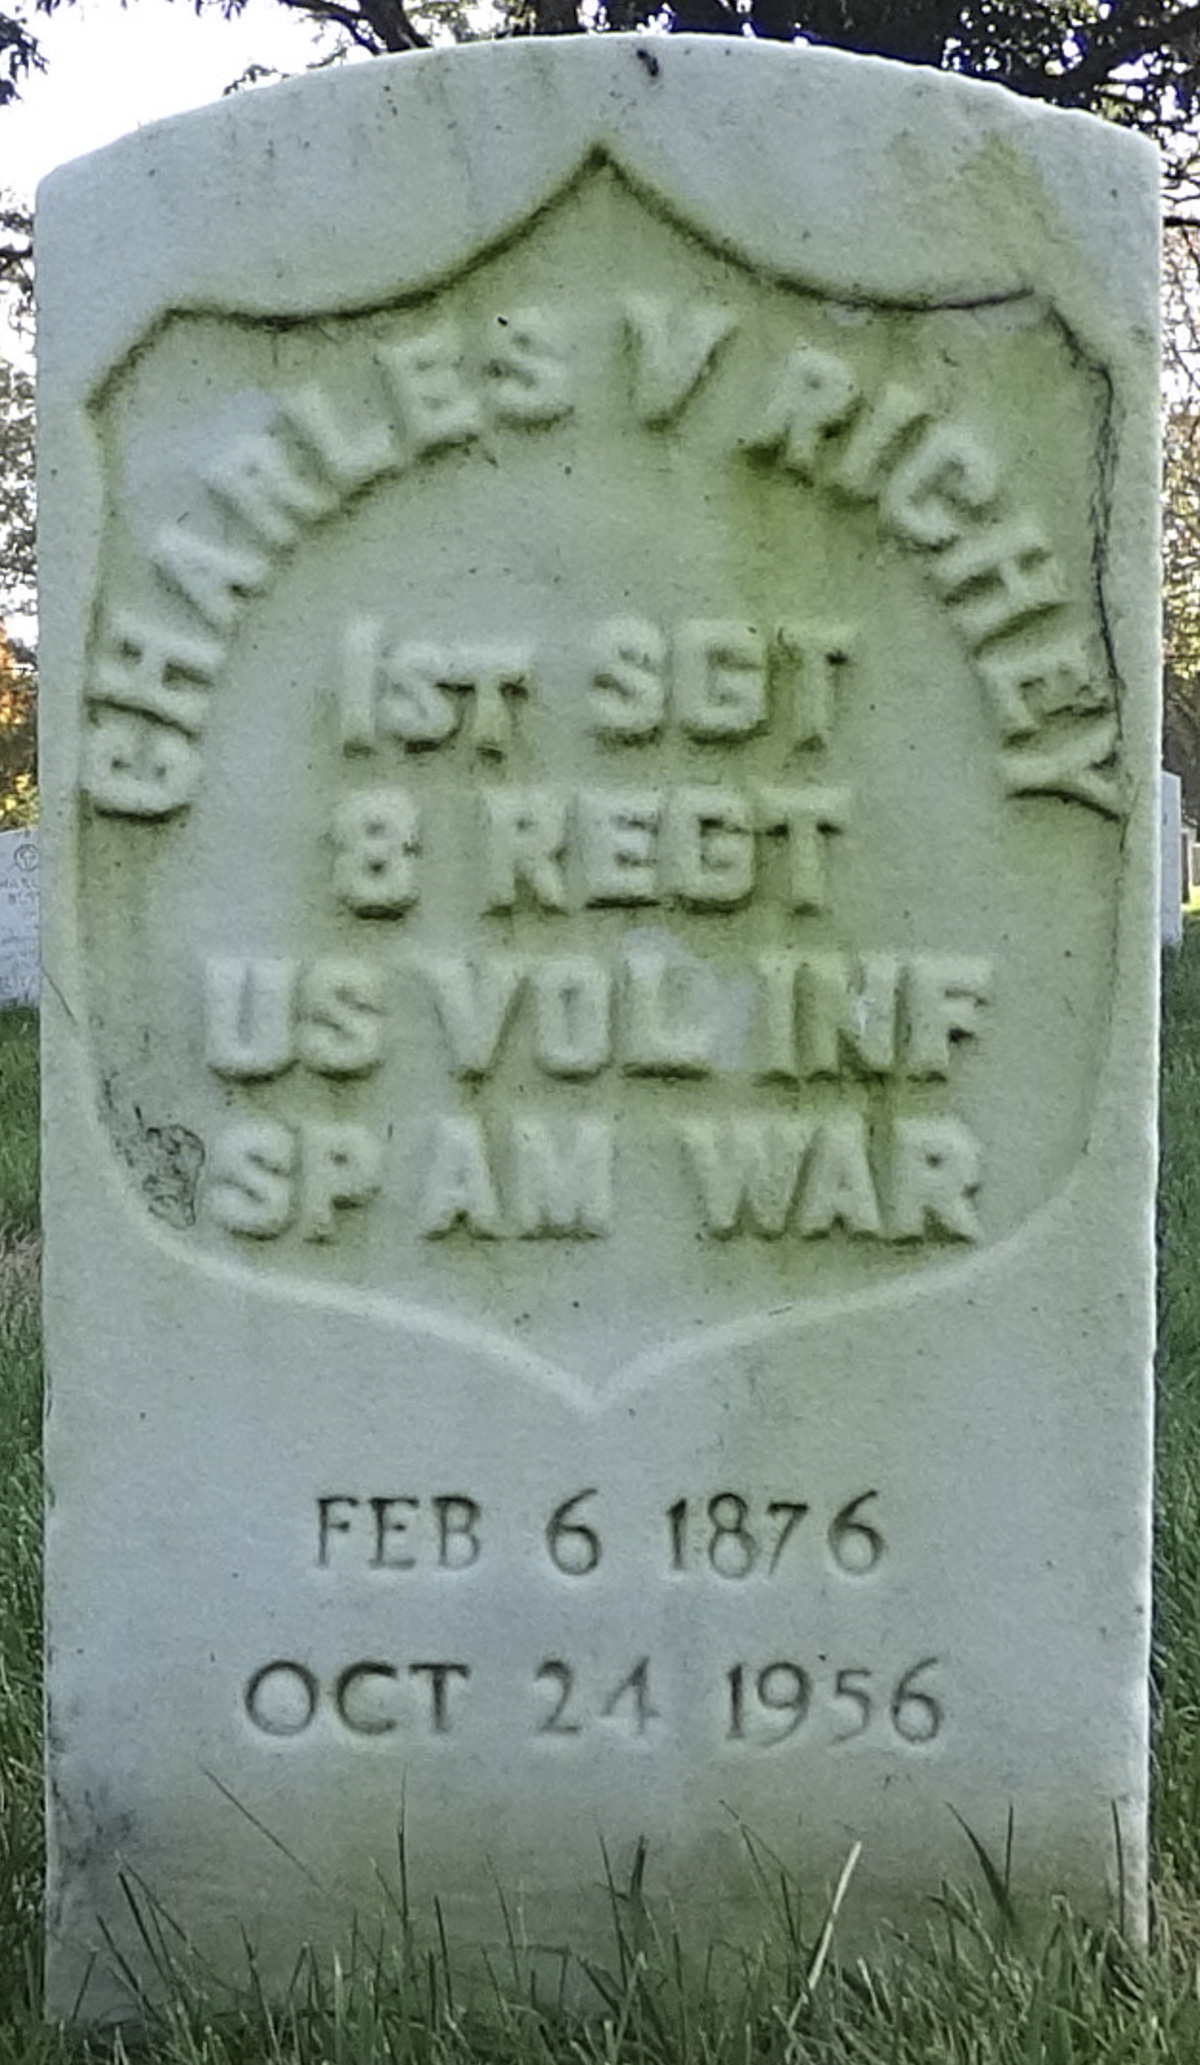 CHARLES V RICHEY
1ST SGT
8 REGT
US VOL INF
SP AM WAR
FEB 6 1876
OCT 24 1956